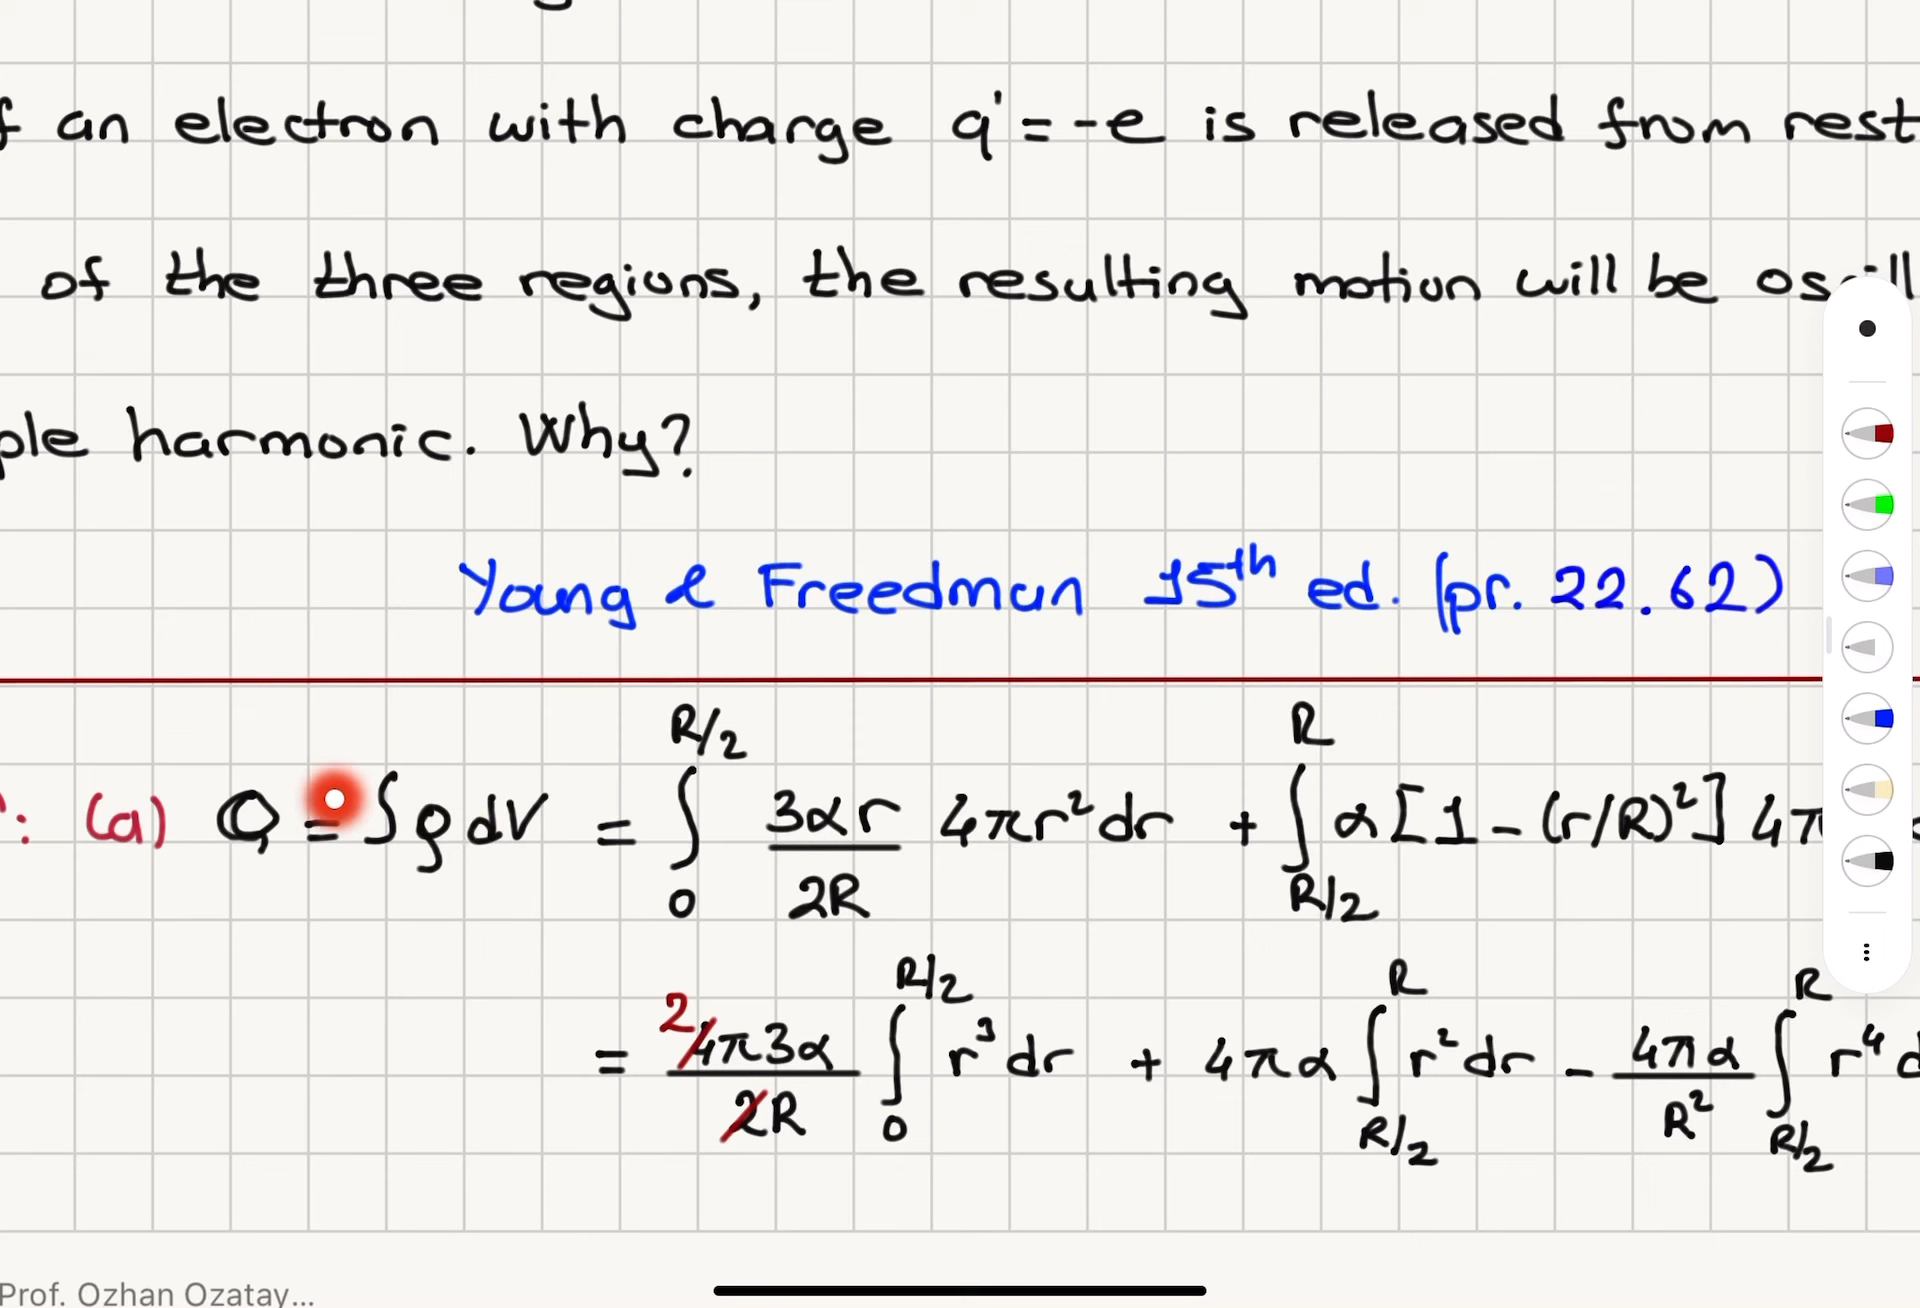 f an electron with charge q' = -e is released from rest
of the three regions, the resulting motion will be
ple harmonic. Why?
Young & Freedman 15th ed. (pr. 22.62)
: (a) Q = ∫ρdV = ∫₀^{R/2} 3αr/2R 4πr²dr + ∫_{R/2}^{R} α[1-(r/R)²] 4π
= 2 4π3α/2R ∫₀^{R/2} r³dr + 4πα ∫_{R/2}^{R} r²dr - 4πα/R² ∫_{R/2}^{R} r⁴ d
Prof. Ozhan Ozatay...